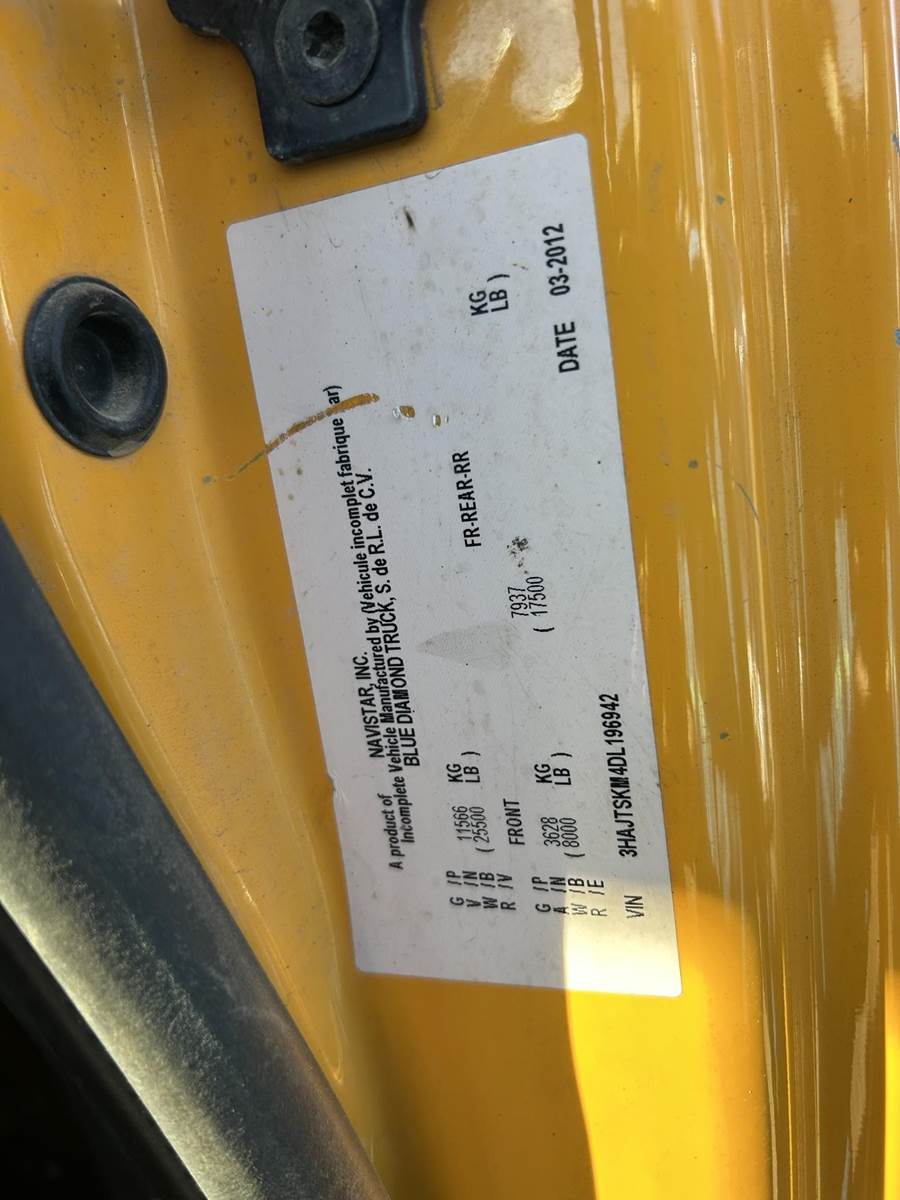 A product of NAVISTAR, INC.
Incomplete Vehicle Manufactured by (Vehicule incomplet fabrique ar)
BLUE DIAMOND TRUCK, S. de R.L. de C.V.
G /P 11566 KG
V /N ( 25500 LB )
W /B
R /V FRONT FR-REAR-RR
G /P 3628 KG 7937 KG
A /N ( 8000 LB ) ( 17500 LB )
W /B
R /E DATE 03-2012
VIN 3HAJTSKM4DL196942